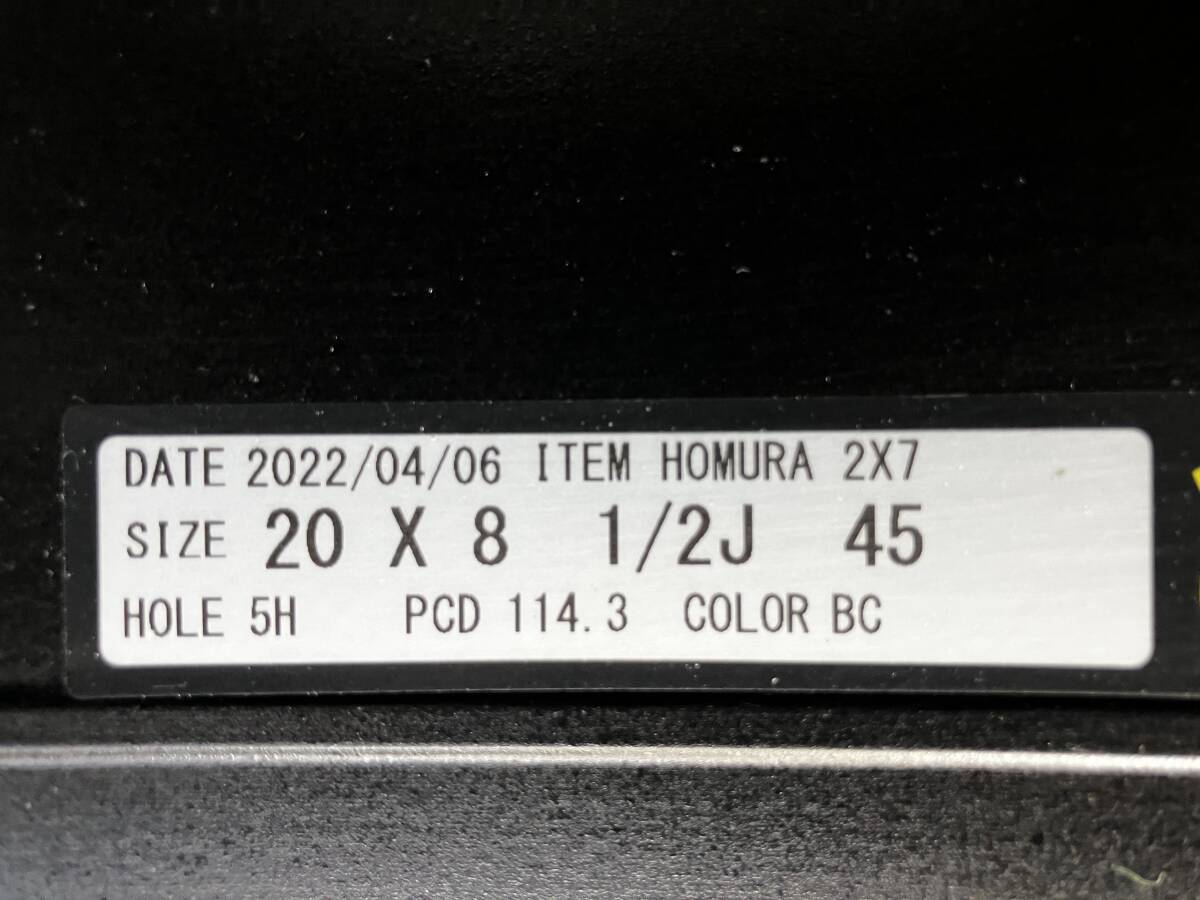 DATE 2022/04/06 ITEM HOMURA 2X7
SIZE 20 X 8 1/2J 45
HOLE 5H PCD 114.3 COLOR BC